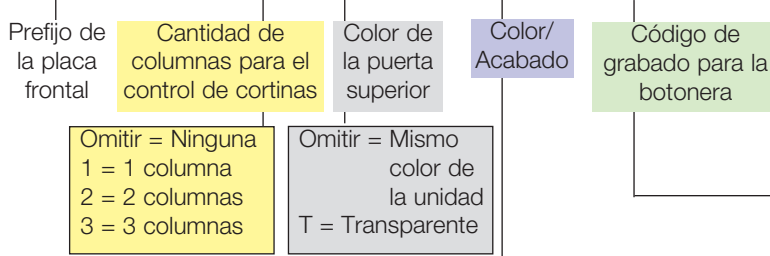 Prefijo de
la placa
frontal
Cantidad de
columnas para el
control de cortinas
Color de
la puerta
superior
Color/
Acabado
Código de
grabado para la
botonera
Omitir = Ninguna
1 = 1 columna
2 = 2 columnas
3 = 3 columnas
Omitir = Mismo
color de
la unidad
T = Transparente